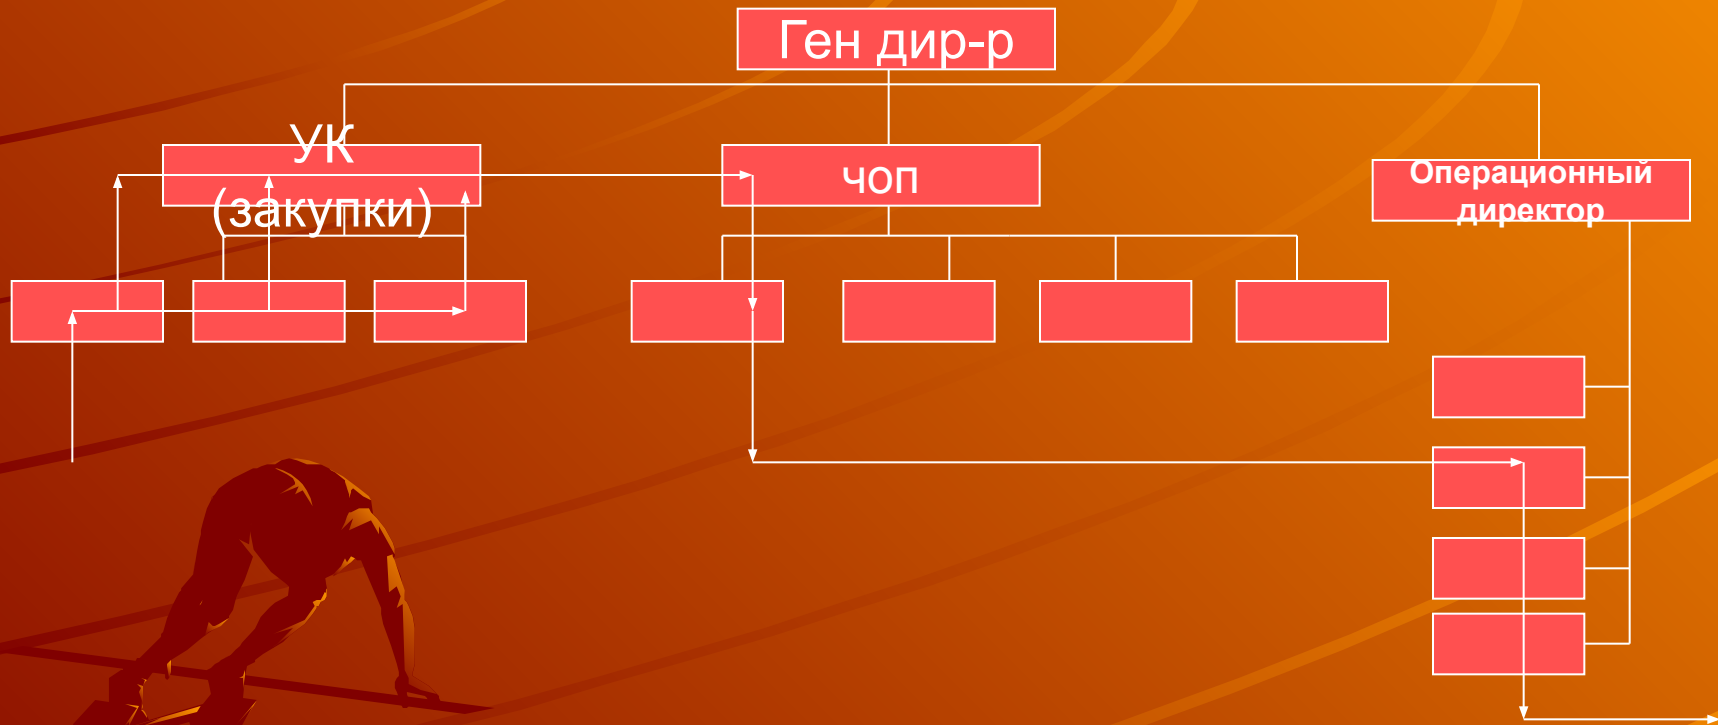 Ген дир-р
УК
(закупки)
чоп
Операционный
директор